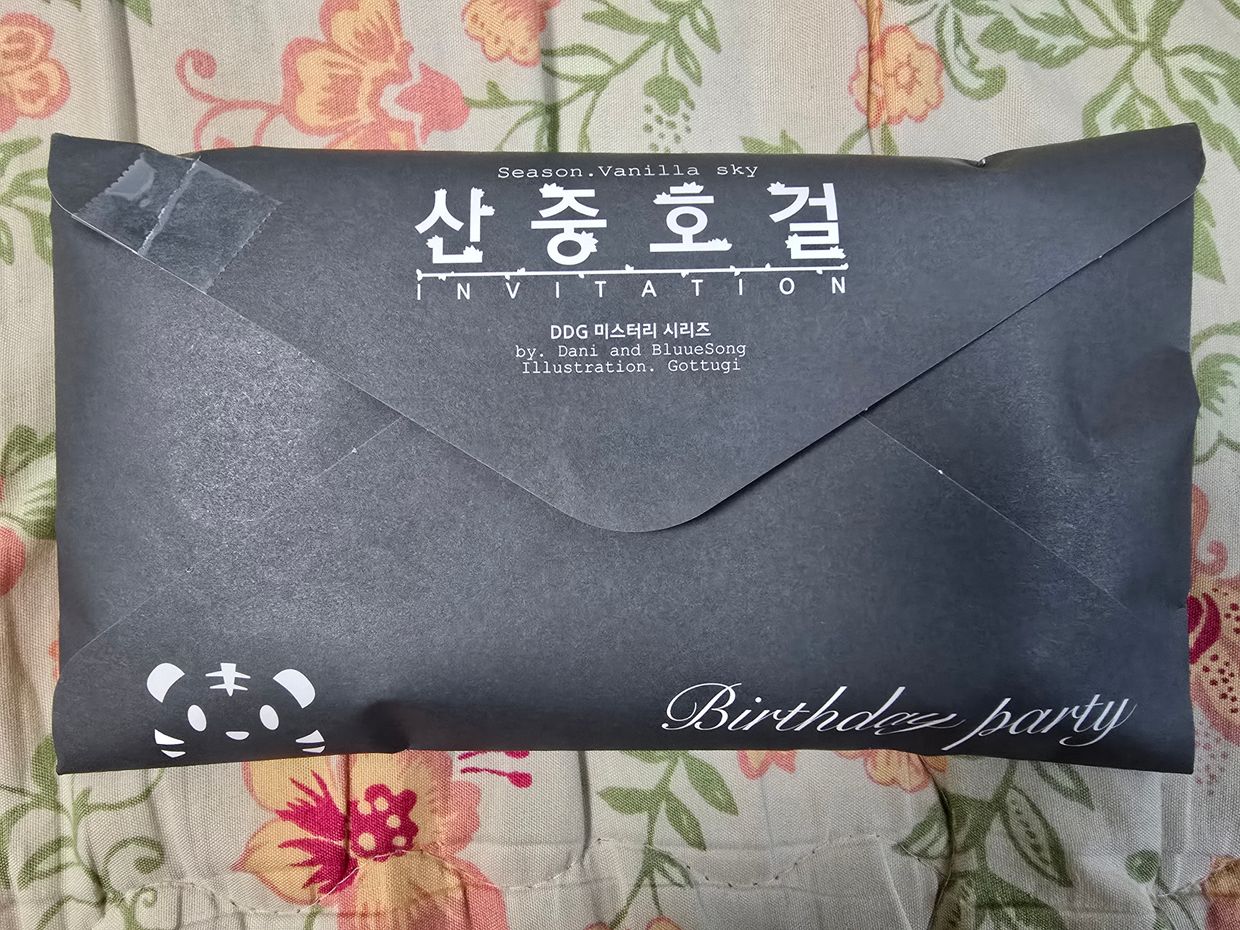 Season.Vanilla sky
산중호걸
INVITATION
DDG 미스터리 시리즈
by. Dani and BluueSong
Illustration. Gottugi
Birthday party